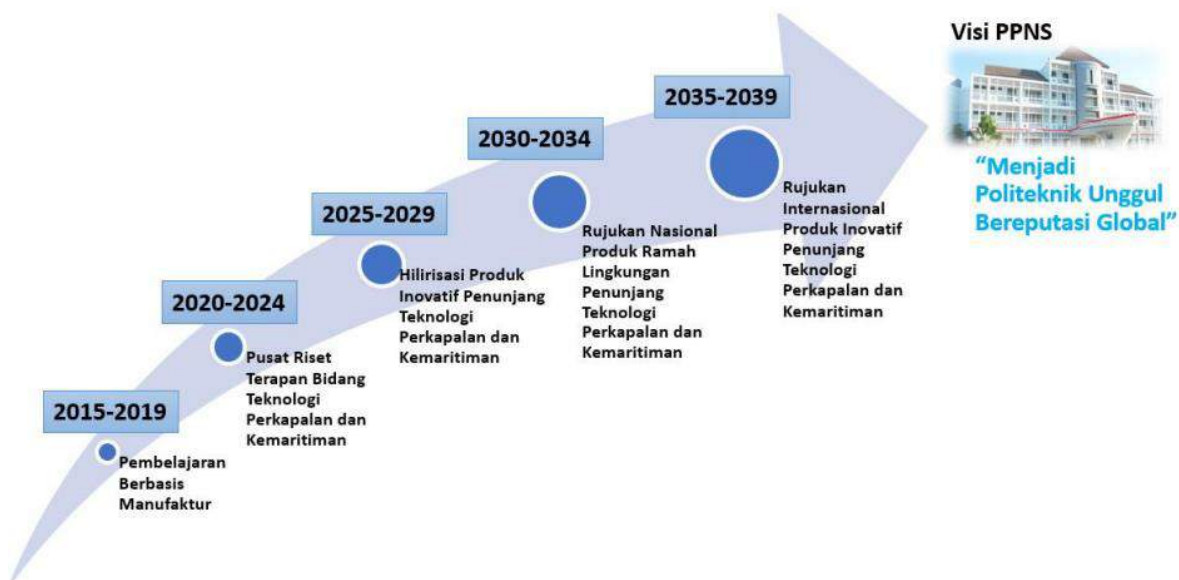 Visi PPNS
“Menjadi
Politeknik Unggul
Bereputasi Global”
2035-2039
Rujukan
Internasional
Produk Inovatif
Penunjang
Teknologi
Perkapalan dan
Kemaritiman
2030-2034
Rujukan Nasional
Produk Ramah
Lingkungan
Penunjang
Teknologi
Perkapalan dan
Kemaritiman
2025-2029
Hilirisasi Produk
Inovatif Penunjang
Teknologi
Perkapalan dan
Kemaritiman
2020-2024
Pusat Riset
Terapan Bidang
Teknologi
Perkapalan dan
Kemaritiman
2015-2019
Pembelajaran
Berbasis
Manufaktur